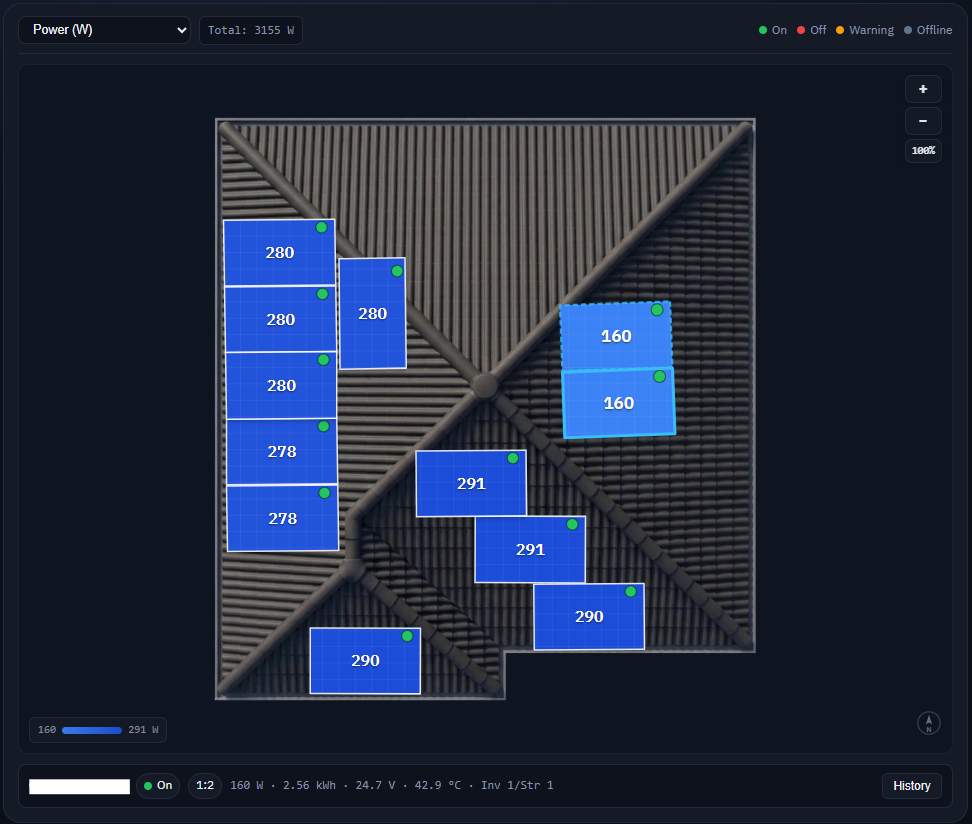 Power (W)
Total: 3155 W
On Off Warning Offline
+
−
100%
280
280
280
160
280
160
278
291
278
291
290
290
160 291 W
N
On 1:2 160 W · 2.56 kWh · 24.7 V · 42.9 °C · Inv 1/Str 1 History